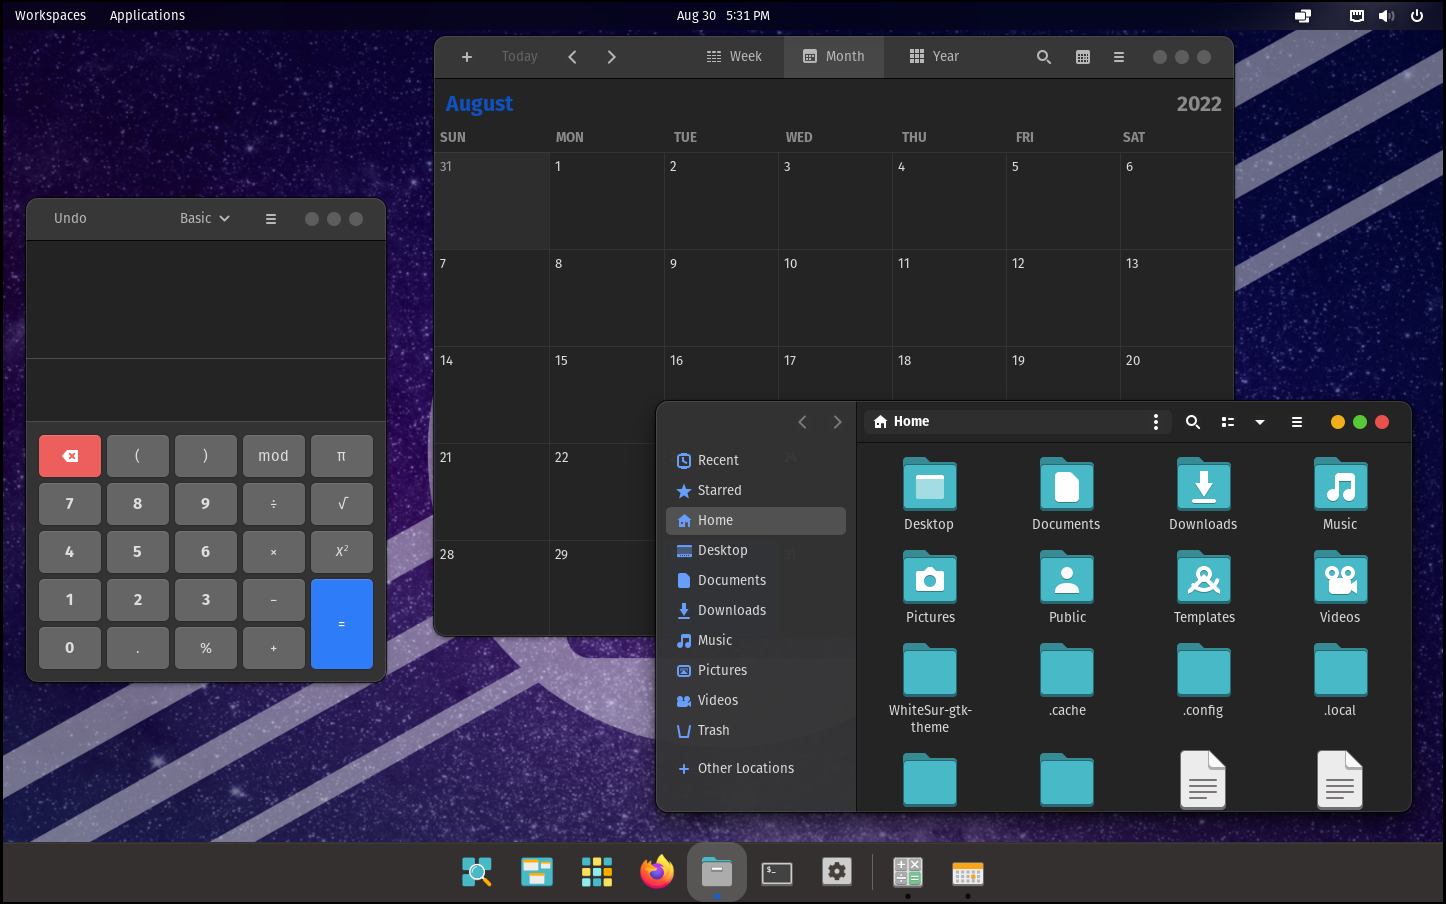 Workspaces Applications Aug 30 5:31 PM
Today Week Month Year
August 2022
SUN MON TUE WED THU FRI SAT
31 1 2 3 4 5 6
7 8 9 10 11 12 13
14 15 16 17 18 19 20
21 22
28 29
Undo Basic
( ) mod π
7 8 9 ÷ √
4 5 6 × x²
1 2 3 −
0 . % + =
Home
Recent
Starred
Home
Desktop
Documents
Downloads
Music
Pictures
Videos
Trash
+ Other Locations
Desktop Documents Downloads Music
Pictures Public Templates Videos
WhiteSur-gtk-
theme
.cache .config .local
$_